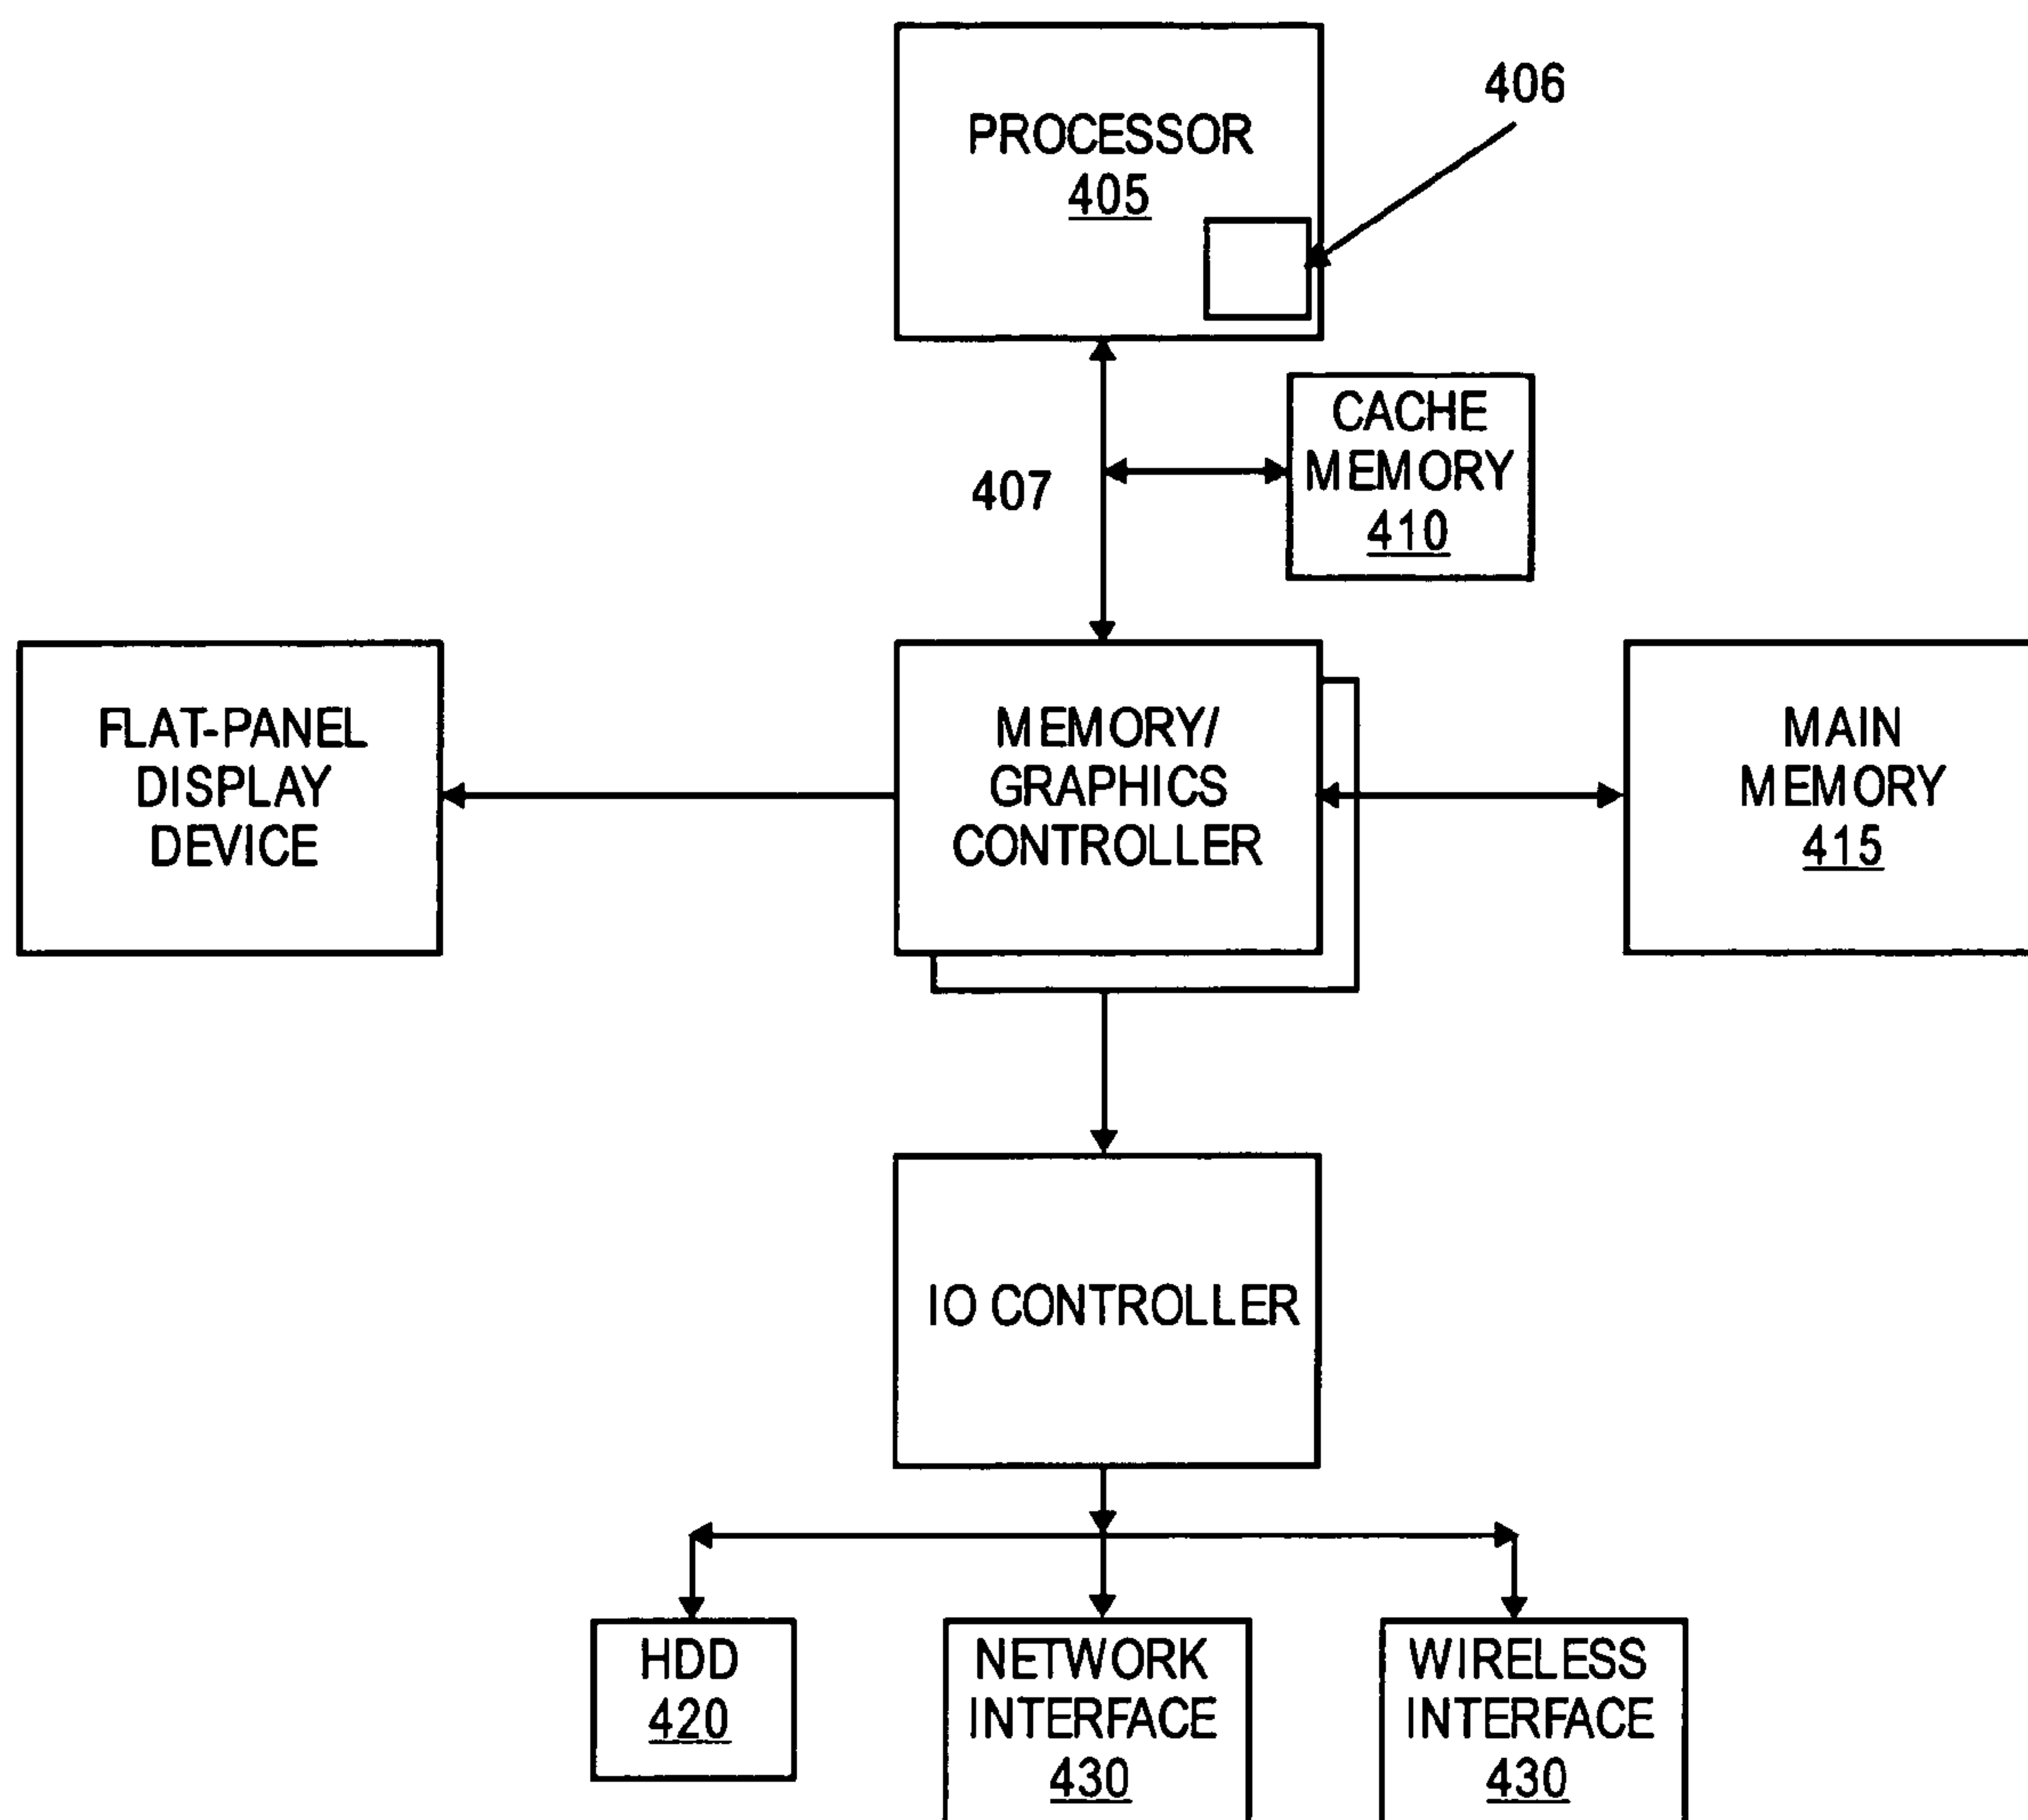 PROCESSOR
405
406
407
CACHE
MEMORY
410
FLAT-PANEL
DISPLAY
DEVICE
MEMORY/
GRAPHICS
CONTROLLER
MAIN
MEMORY
415
IO CONTROLLER
HDD
420
NETWORK
INTERFACE
430
WIRELESS
INTERFACE
430